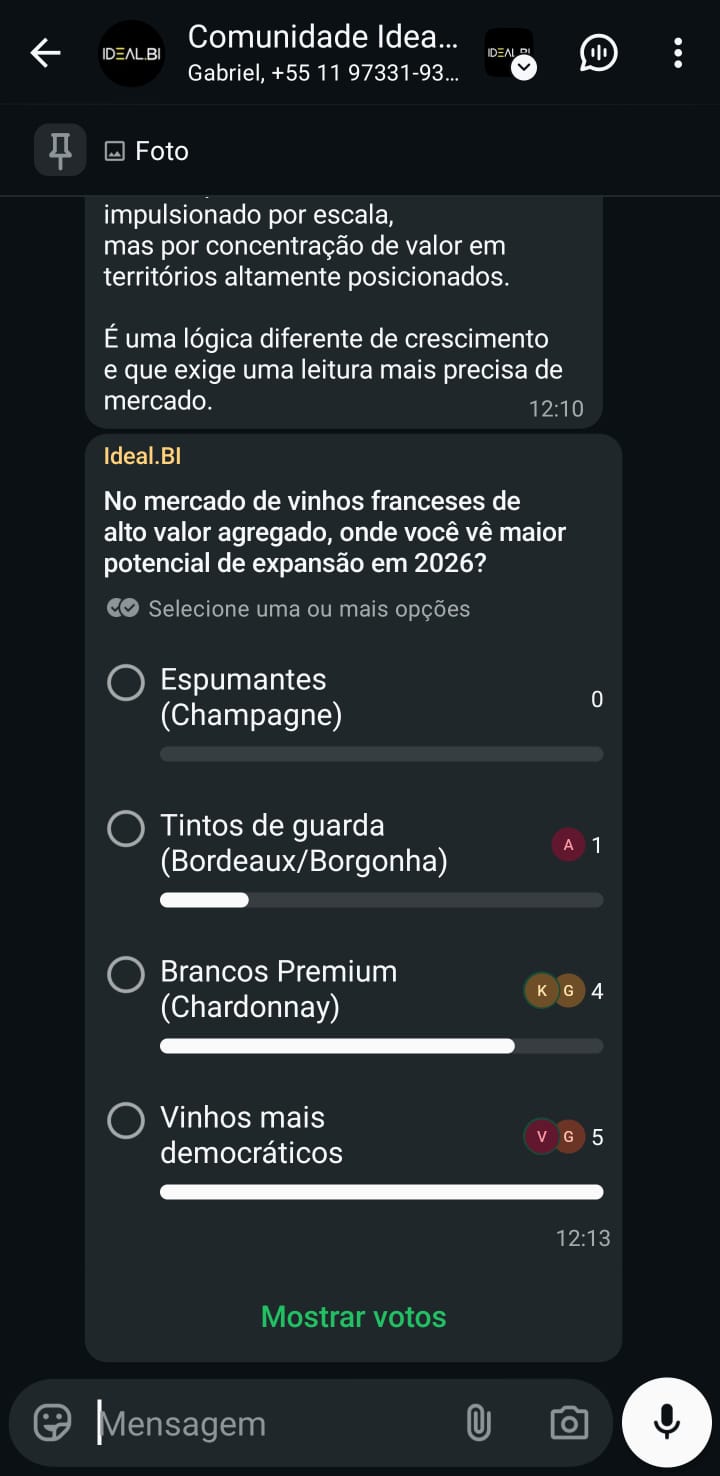 IDEAL.BI
Comunidade Idea...
Gabriel, +55 11 97331-93...
IDEAL.BI
Foto
impulsionado por escala,
mas por concentração de valor em
territórios altamente posicionados.
É uma lógica diferente de crescimento
e que exige uma leitura mais precisa de
mercado.
12:10
Ideal.BI
No mercado de vinhos franceses de
alto valor agregado, onde você vê maior
potencial de expansão em 2026?
Selecione uma ou mais opções
Espumantes
(Champagne)
0
Tintos de guarda
(Bordeaux/Borgonha)
A 1
Brancos Premium
(Chardonnay)
K G 4
Vinhos mais
democráticos
V G 5
12:13
Mostrar votos
Mensagem